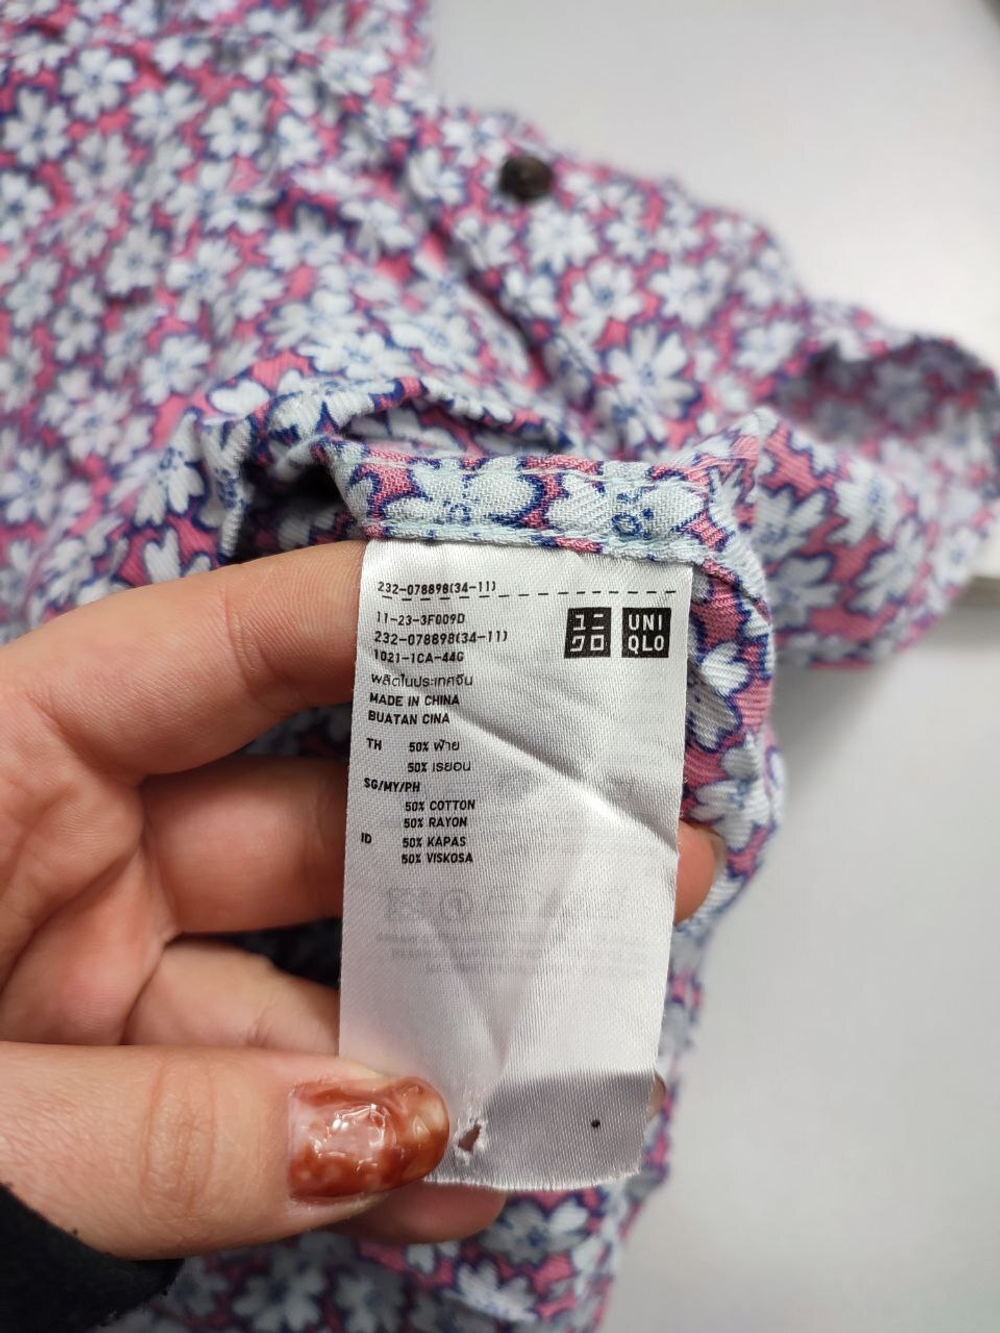 232-078898(34-11)
11-23-3F009D
232-078898(34-11)
1021-1CA-44G
ユニ
クロ
UNI
QLO
ผลิตในประเทศจีน
MADE IN CHINA
BUATAN CINA
TH 50% ฝ้าย
50% เรยอน
SG/MY/PH
50% COTTON
50% RAYON
ID 50% KAPAS
50% VISKOSA